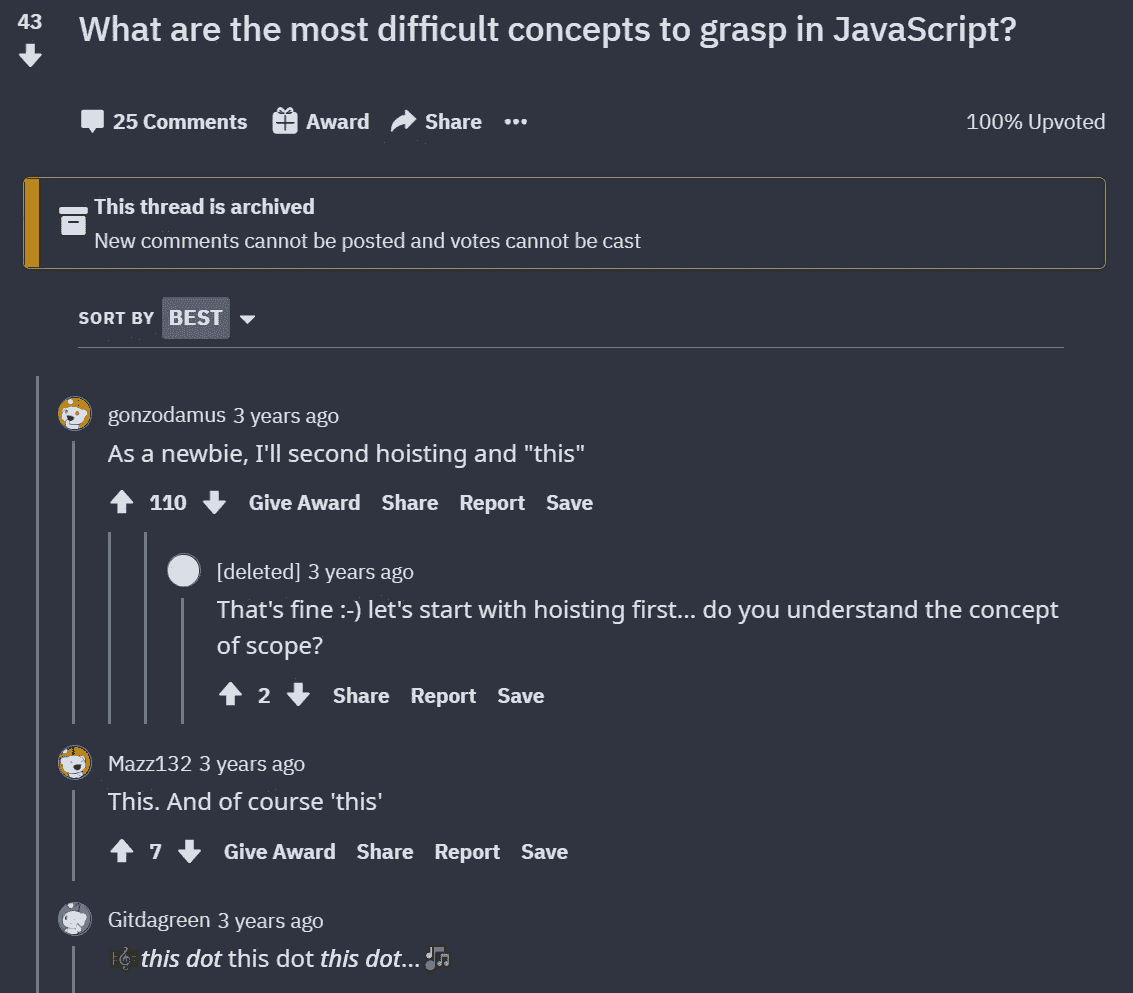 43
What are the most difficult concepts to grasp in JavaScript?
25 Comments Award Share ••• 100% Upvoted
This thread is archived
New comments cannot be posted and votes cannot be cast
SORT BY BEST
gonzodamus 3 years ago
As a newbie, I'll second hoisting and "this"
110 Give Award Share Report Save
[deleted] 3 years ago
That's fine :-) let's start with hoisting first... do you understand the concept
of scope?
2 Share Report Save
Mazz132 3 years ago
This. And of course 'this'
7 Give Award Share Report Save
Gitdagreen 3 years ago
🎼 this dot this dot this dot... 🎶